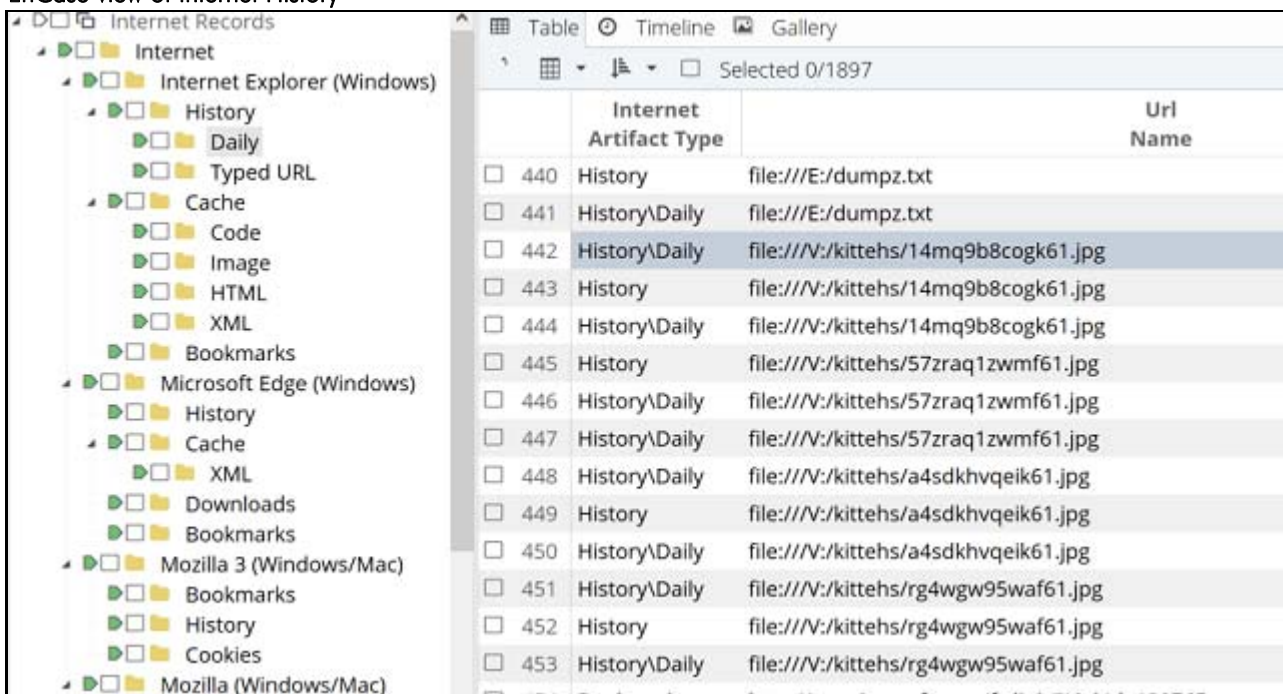 Internet Records
Internet
Internet Explorer (Windows)
History
Daily
Typed URL
Cache
Code
Image
HTML
XML
Bookmarks
Microsoft Edge (Windows)
History
Cache
XML
Downloads
Bookmarks
Mozilla 3 (Windows/Mac)
Bookmarks
History
Cookies
Mozilla (Windows/Mac)
Table Timeline Gallery
Selected 0/1897
Internet Artifact Type Url Name
440 History file:///E:/dumpz.txt
441 History\Daily file:///E:/dumpz.txt
442 History\Daily file:///V:/kittehs/14mq9b8cogk61.jpg
443 History file:///V:/kittehs/14mq9b8cogk61.jpg
444 History\Daily file:///V:/kittehs/14mq9b8cogk61.jpg
445 History file:///V:/kittehs/57zraq1zwmf61.jpg
446 History\Daily file:///V:/kittehs/57zraq1zwmf61.jpg
447 History\Daily file:///V:/kittehs/57zraq1zwmf61.jpg
448 History\Daily file:///V:/kittehs/a4sdkhvqeik61.jpg
449 History file:///V:/kittehs/a4sdkhvqeik61.jpg
450 History\Daily file:///V:/kittehs/a4sdkhvqeik61.jpg
451 History\Daily file:///V:/kittehs/rg4wgw95waf61.jpg
452 History file:///V:/kittehs/rg4wgw95waf61.jpg
453 History\Daily file:///V:/kittehs/rg4wgw95waf61.jpg